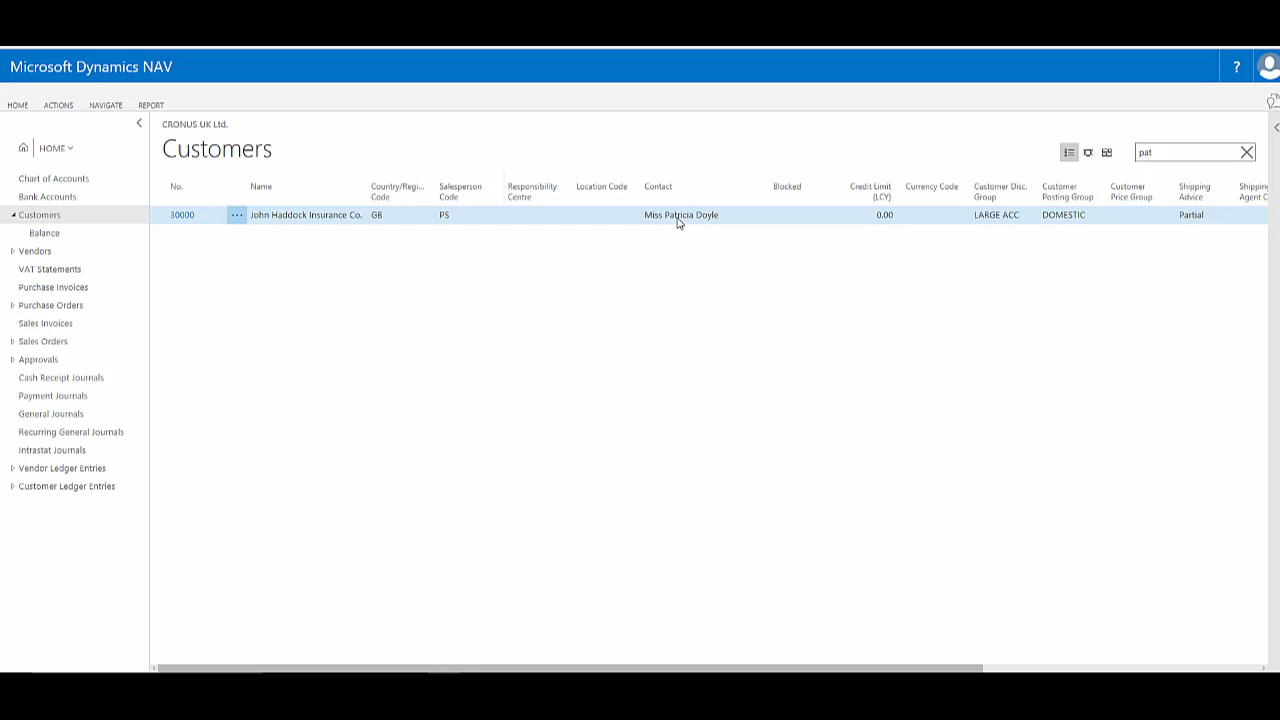 Microsoft Dynamics NAV
?
HOME ACTIONS NAVIGATE REPORT
CRONUS UK Ltd.
HOME
Customers
pat
Chart of Accounts
Bank Accounts
Customers
Balance
Vendors
VAT Statements
Purchase Invoices
Purchase Orders
Sales Invoices
Sales Orders
Approvals
Cash Receipt Journals
Payment Journals
General Journals
Recurring General Journals
Intrastat Journals
Vendor Ledger Entries
Customer Ledger Entries
No. Name Country/Regi... Salesperson Responsibility Location Code Contact Blocked Credit Limit Currency Code Customer Disc. Customer Customer Shipping Shipping
Code Code Centre (LCY) Group Posting Group Price Group Advice Agent C
30000 ... John Haddock Insurance Co. GB PS Miss Patricia Doyle 0.00 LARGE ACC DOMESTIC Partial